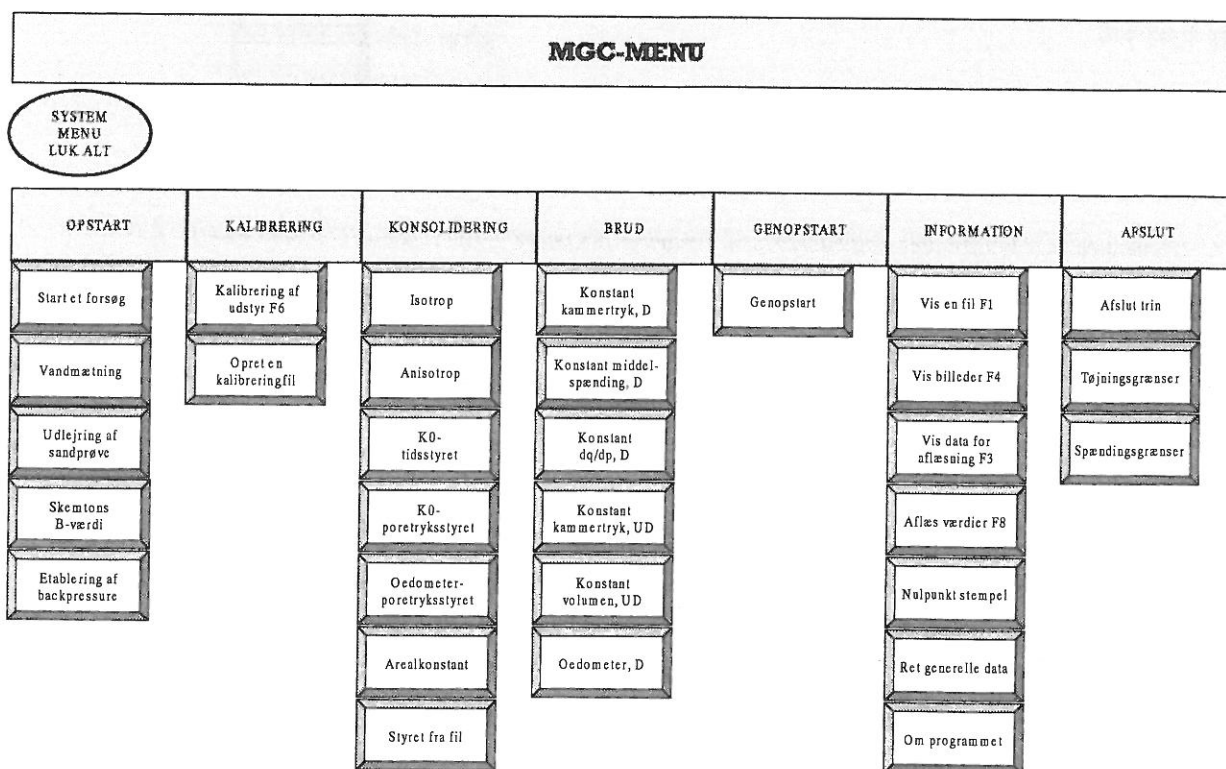 MGC-MENU
SYSTEM
MENU
LUK ALT
OPSTART
KALIBRERING
KONSOLIDERING
BRUD
GENOPSTART
INFORMATION
AFSLUT
Start et forsøg
Vandmætning
Udlejring af
sandprøve
Skemtons
B-værdi
Etablering af
backpressure
Kalibrering af
udstyr F6
Opret en
kalibreringfil
Isotrop
Anisotrop
K0-
tidsstyret
K0-
poretryksstyret
Oedometer-
poretryksstyret
Arealkonstant
Styret fra fil
Konstant
kammertryk, D
Konstant middel-
spænding, D
Konstant
dq/dp, D
Konstant
kammertryk, UD
Konstant
volumen, UD
Oedometer, D
Genopstart
Vis en fil F1
Vis billeder F4
Vis data for
aflæsning F3
Aflæs værdier F8
Nulpunkt stempel
Ret generelle data
Om programmet
Afslut trin
Tøjningsgrænser
Spændingsgrænser